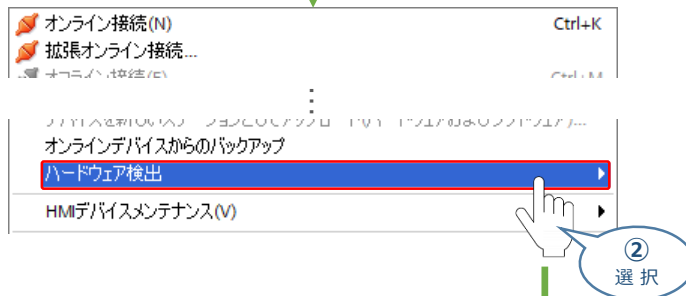 オンライン接続(N) Ctrl+K
拡張オンライン接続...
オンラインデバイスからのバックアップ
ハードウェア検出
HMIデバイスメンテナンス(V)
②
選 択